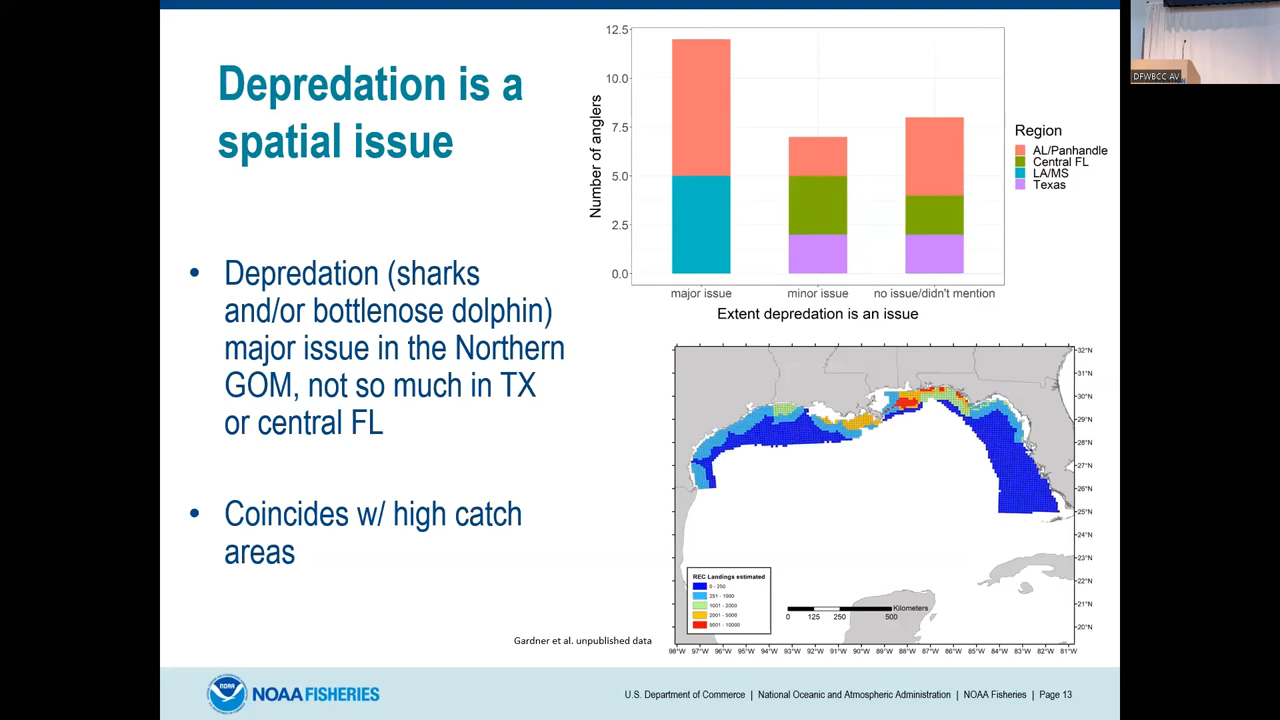 Depredation is a
spatial issue
• Depredation (sharks
and/or bottlenose dolphin)
major issue in the Northern
GOM, not so much in TX
or central FL
• Coincides w/ high catch
areas
12.5
10.0
7.5
5.0
2.5
0.0
Number of anglers
major issue minor issue no issue/didn't mention
Extent depredation is an issue
Region
AL/Panhandle
Central FL
LA/MS
Texas
32°N
31°N
30°N
29°N
28°N
27°N
26°N
25°N
24°N
23°N
22°N
21°N
20°N
REC Landings estimated
0 - 250
251 - 1000
1001 - 2000
2001 - 5000
5001 - 10000
Kilometers
0 125 250 500
98°W 97°W 96°W 94°W 93°W 92°W 90°W 89°W 88°W 86°W 85°W 84°W 82°W 81°W
Gardner et al. unpublished data
NOAA
NOAA FISHERIES
U.S. Department of Commerce | National Oceanic and Atmospheric Administration | NOAA Fisheries | Page 13
DFWBCC AV